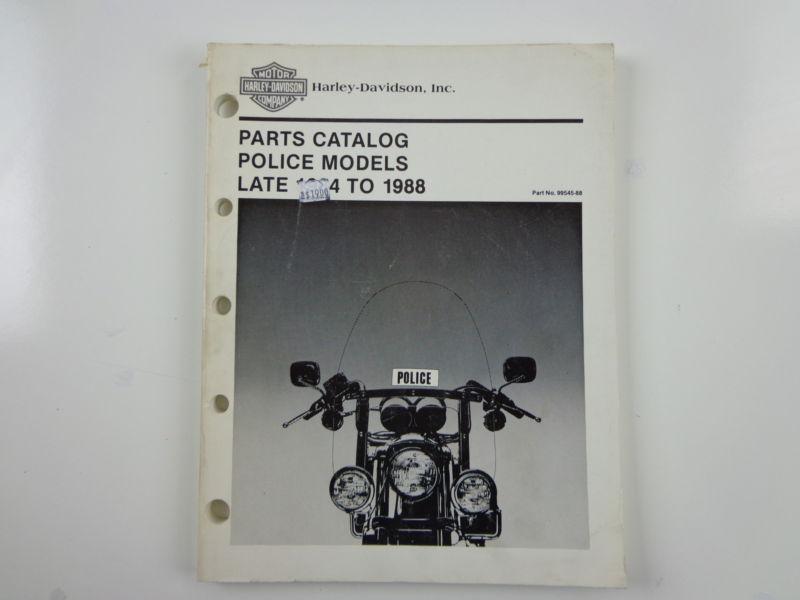 MOTOR
HARLEY-DAVIDSON
COMPANY
®
Harley-Davidson, Inc.
PARTS CATALOG
POLICE MODELS
LATE 1984 TO 1988
Part No. 99545-88
POLICE